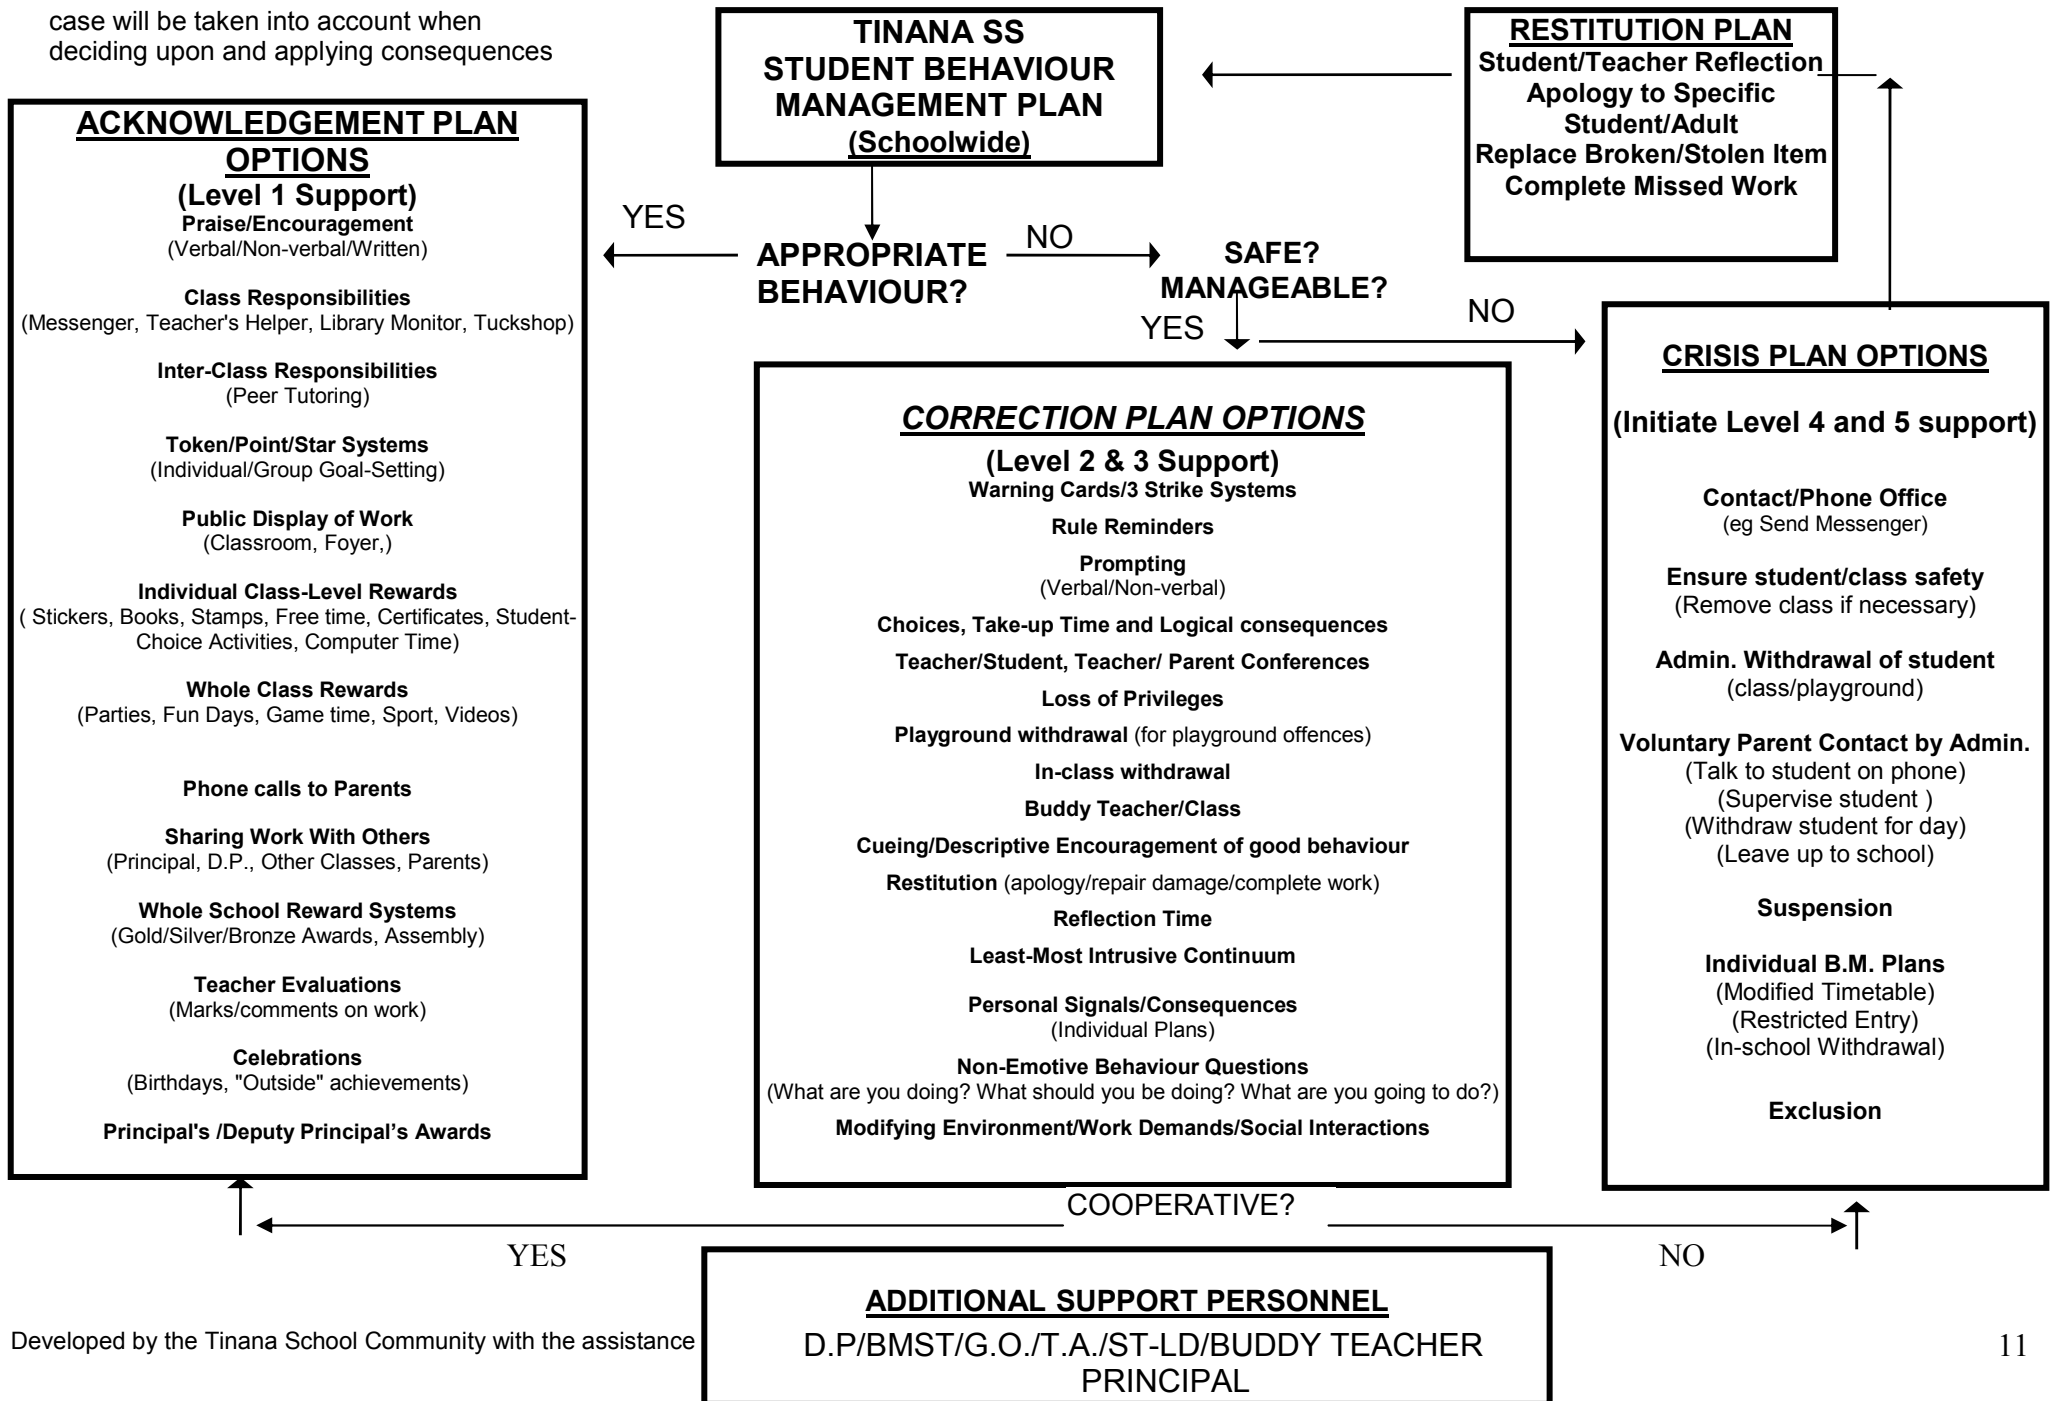 case will be taken into account when
deciding upon and applying consequences
TINANA SS
STUDENT BEHAVIOUR
MANAGEMENT PLAN
(Schoolwide)
RESTITUTION PLAN
Student/Teacher Reflection
Apology to Specific
Student/Adult
Replace Broken/Stolen Item
Complete Missed Work
ACKNOWLEDGEMENT PLAN
OPTIONS
(Level 1 Support)
Praise/Encouragement
(Verbal/Non-verbal/Written)
Class Responsibilities
(Messenger, Teacher's Helper, Library Monitor, Tuckshop)
Inter-Class Responsibilities
(Peer Tutoring)
Token/Point/Star Systems
(Individual/Group Goal-Setting)
Public Display of Work
(Classroom, Foyer,)
Individual Class-Level Rewards
( Stickers, Books, Stamps, Free time, Certificates, Student-
Choice Activities, Computer Time)
Whole Class Rewards
(Parties, Fun Days, Game time, Sport, Videos)
Phone calls to Parents
Sharing Work With Others
(Principal, D.P., Other Classes, Parents)
Whole School Reward Systems
(Gold/Silver/Bronze Awards, Assembly)
Teacher Evaluations
(Marks/comments on work)
Celebrations
(Birthdays, "Outside" achievements)
Principal's /Deputy Principal’s Awards
YES
APPROPRIATE
BEHAVIOUR?
NO
SAFE?
MANAGEABLE?
YES
NO
CORRECTION PLAN OPTIONS
(Level 2 & 3 Support)
Warning Cards/3 Strike Systems
Rule Reminders
Prompting
(Verbal/Non-verbal)
Choices, Take-up Time and Logical consequences
Teacher/Student, Teacher/ Parent Conferences
Loss of Privileges
Playground withdrawal (for playground offences)
In-class withdrawal
Buddy Teacher/Class
Cueing/Descriptive Encouragement of good behaviour
Restitution (apology/repair damage/complete work)
Reflection Time
Least-Most Intrusive Continuum
Personal Signals/Consequences
(Individual Plans)
Non-Emotive Behaviour Questions
(What are you doing? What should you be doing? What are you going to do?)
Modifying Environment/Work Demands/Social Interactions
CRISIS PLAN OPTIONS
(Initiate Level 4 and 5 support)
Contact/Phone Office
(eg Send Messenger)
Ensure student/class safety
(Remove class if necessary)
Admin. Withdrawal of student
(class/playground)
Voluntary Parent Contact by Admin.
(Talk to student on phone)
(Supervise student )
(Withdraw student for day)
(Leave up to school)
Suspension
Individual B.M. Plans
(Modified Timetable)
(Restricted Entry)
(In-school Withdrawal)
Exclusion
COOPERATIVE?
YES
NO
ADDITIONAL SUPPORT PERSONNEL
D.P/BMST/G.O./T.A./ST-LD/BUDDY TEACHER
PRINCIPAL
Developed by the Tinana School Community with the assistance
11